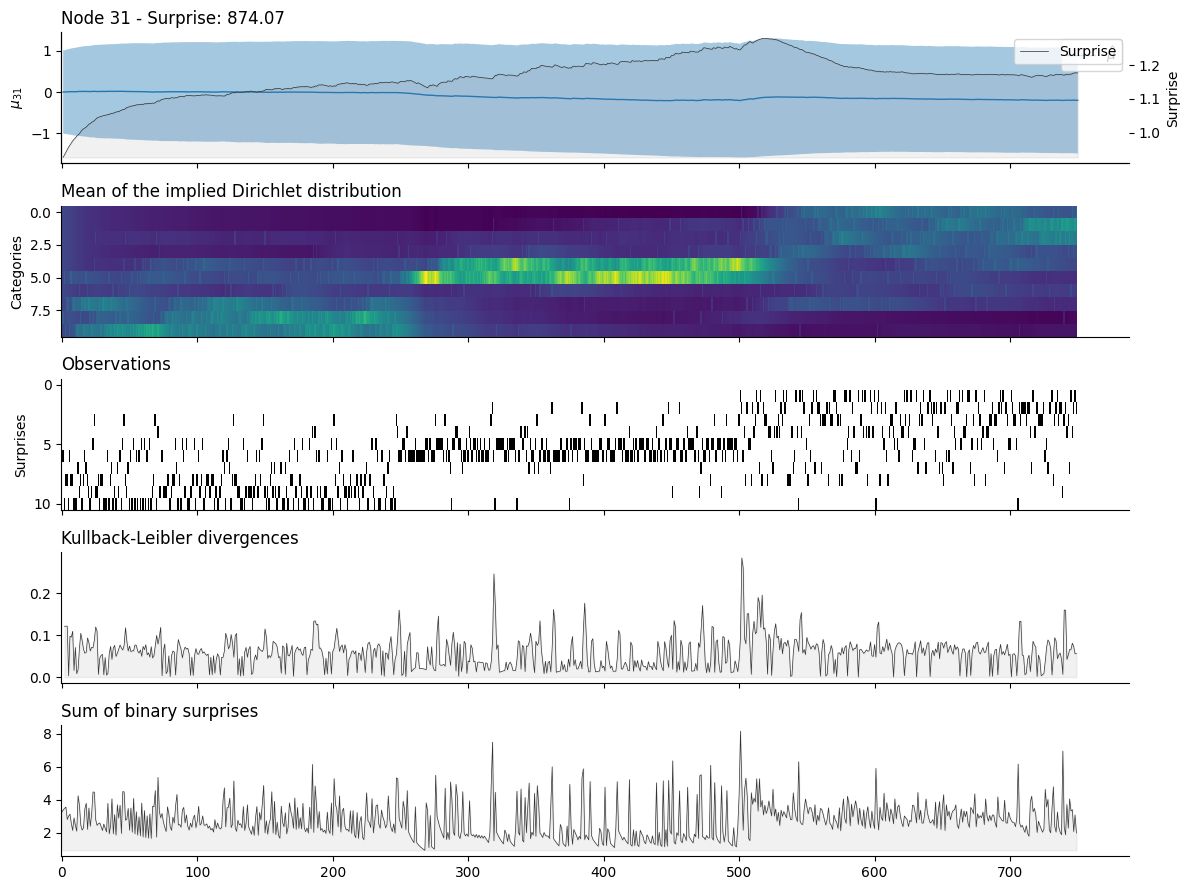 Node 31 - Surprise: 874.07
1
0
−1
μ31
Surprise
1.2
1.1
1.0
Surprise
Mean of the implied Dirichlet distribution
0.0
2.5
5.0
7.5
Categories
Observations
0
5
10
Surprises
Kullback-Leibler divergences
0.2
0.1
0.0
Sum of binary surprises
8
6
4
2
0 100 200 300 400 500 600 700